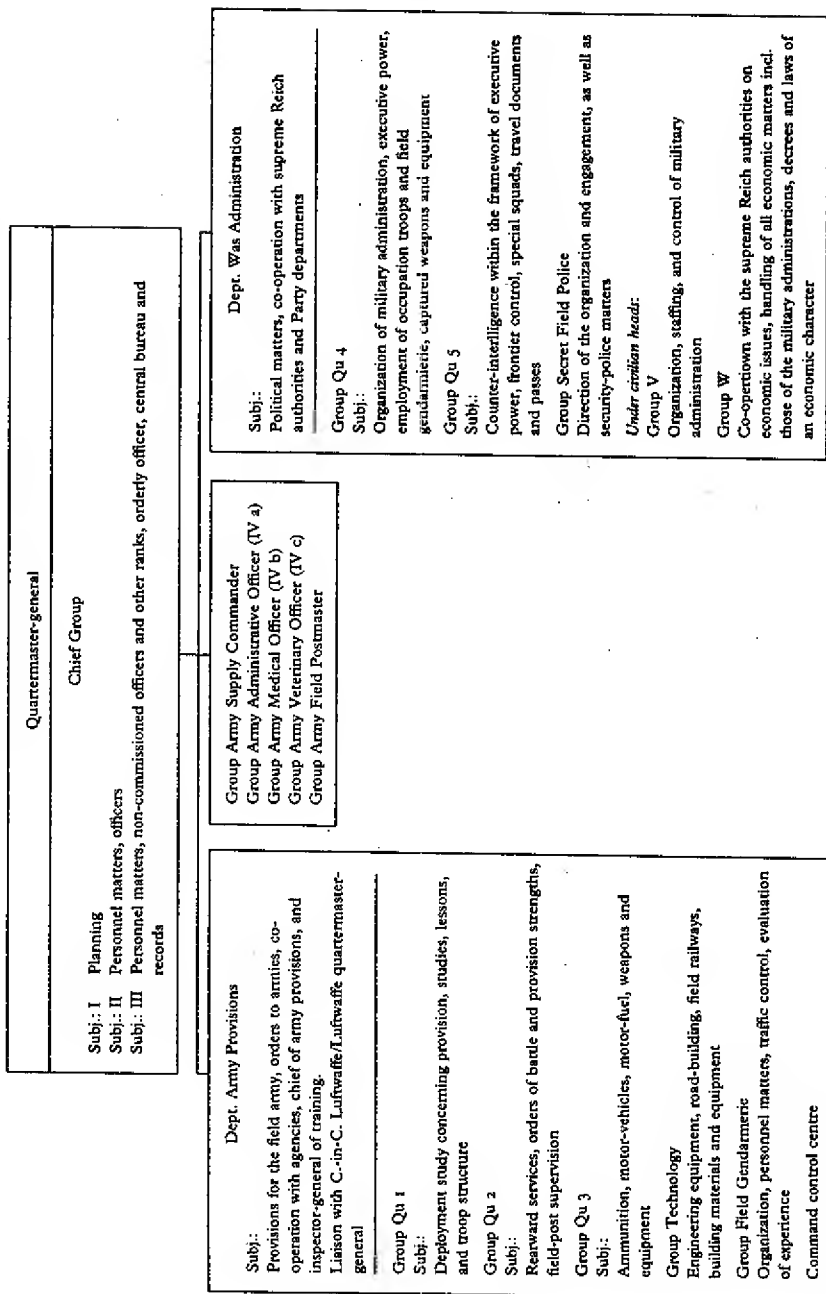 Quartermaster-general
Chief Group
Subj.: I Planning
Subj.: II Personnel matters, officers
Subj.: III Personnel matters, non-commissioned officers and other ranks, orderly officer, central bureau and
records
Dept. Army Provisions
Subj.:
Provisions for the field army, orders to armies, co-
operation with agencies, chief of army provisions, and
inspector-general of training.
Liaison with C.-in-C. Luftwaffe/Luftwaffe quartermaster-
general
Group Qu 1
Subj.:
Deployment study concerning provision, studies, lessons,
and troop structure
Group Qu 2
Subj.:
Rearward services, orders of battle and provision strengths,
field-post supervision
Group Qu 3
Subj.:
Ammunition, motor-vehicles, motor-fuel, weapons and
equipment
Group Technology
Engineering equipment, road-building, field railways,
building materials and equipment
Group Field Gendarmerie
Organization, personnel matters, traffic control, evaluation
of experience
Command control centre
Group Army Supply Commander
Group Army Administrative Officer (IV a)
Group Army Medical Officer (IV b)
Group Army Veterinary Officer (IV c)
Group Army Field Postmaster
Dept. Was Administration
Subj.:
Political matters, co-operation with supreme Reich
authorities and Party departments
Group Qu 4
Subj.:
Organization of military administration, executive power,
employment of occupation troops and field
gendarmierie, captured weapons and equipment
Group Qu 5
Subj.:
Counter-interlligence within the framework of executive
power, frontier control, special squads, travel documents
and passes
Group Secret Field Police
Direction of the organization and engagement, as well as
security-police matters
Under civilian heads:
Group V
Organization, staffing, and control of military
administration
Group W
Co-opertiown with the supreme Reich authorities on
economic issues, handling of all economic matters incl.
those of the military administrations, decrees and laws of
an economic character